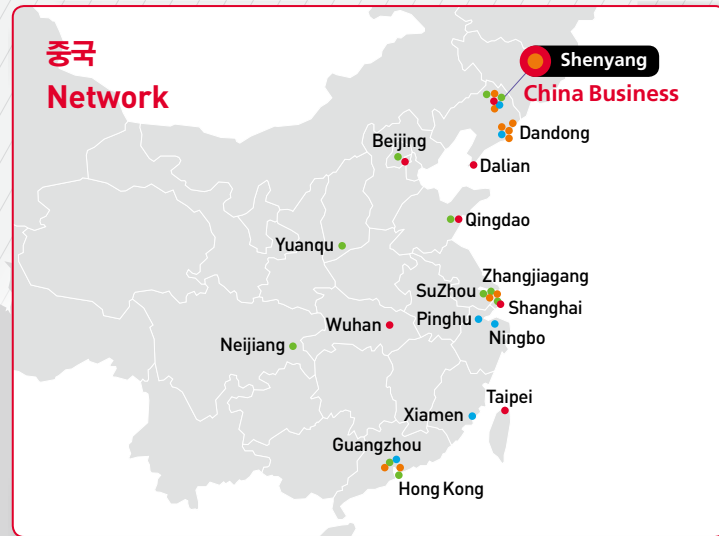 중국
Network
Shenyang
China Business
Dandong
Beijing
Dalian
Qingdao
Yuanqu
Zhangjiagang
SuZhou
Shanghai
Pinghu
Wuhan
Ningbo
Neijiang
Taipei
Xiamen
Guangzhou
Hong Kong